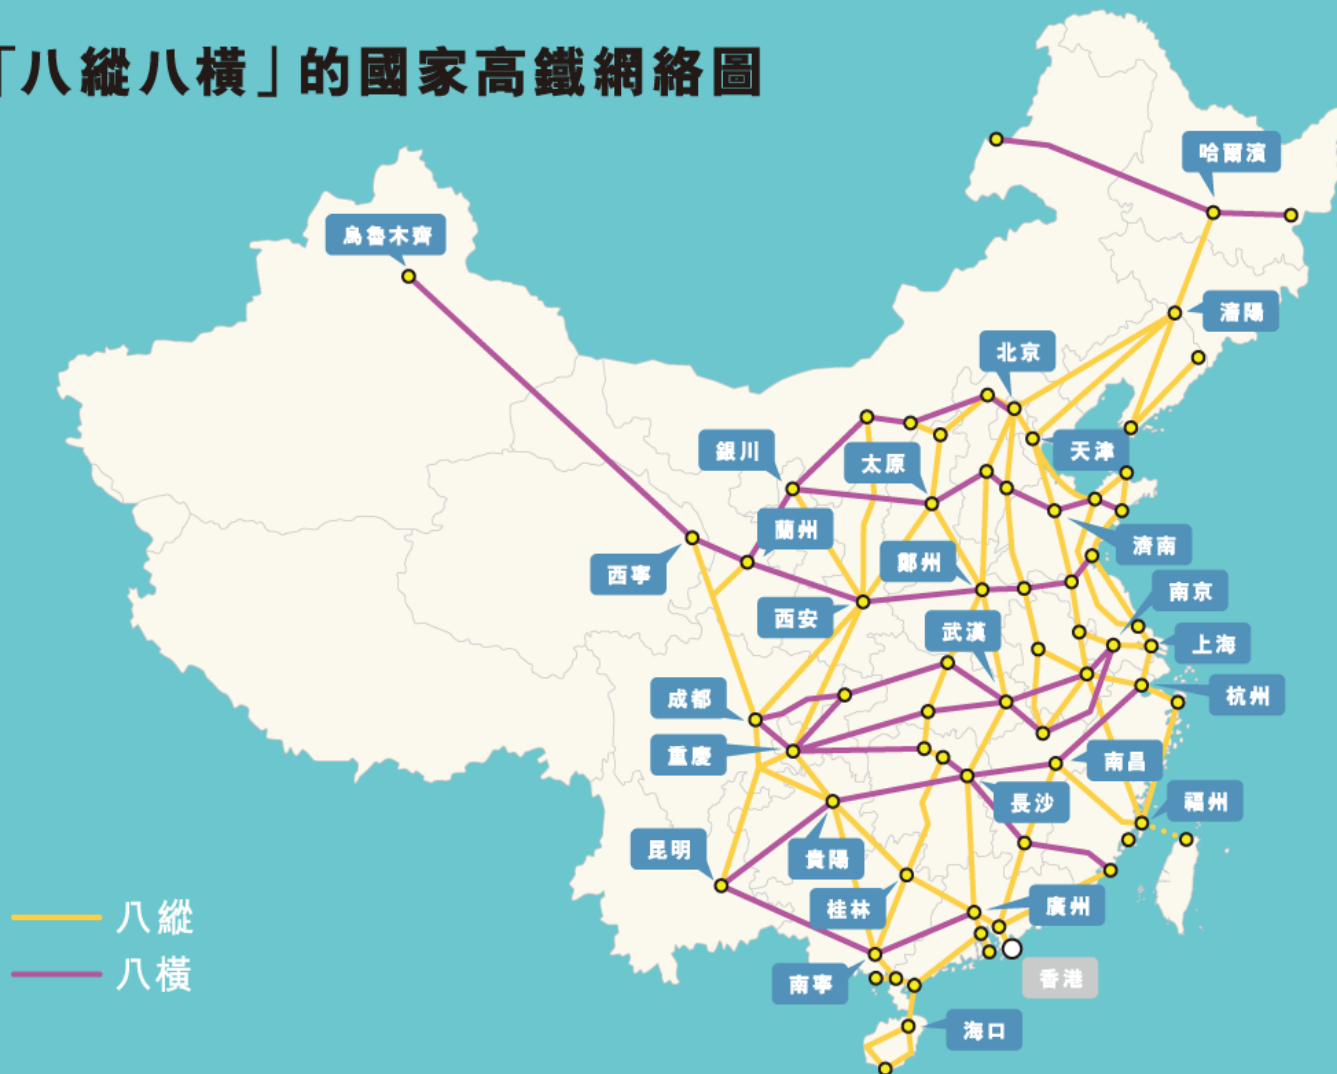 「八縱八橫」的國家高鐵網絡圖
哈爾濱
烏魯木齊
瀋陽
北京
銀川
太原
天津
蘭州
濟南
鄭州
西寧
南京
西安
武漢
上海
成都
杭州
重慶
南昌
福州
長沙
昆明
貴陽
桂林
廣州
八縱
八橫
南寧
香港
海口